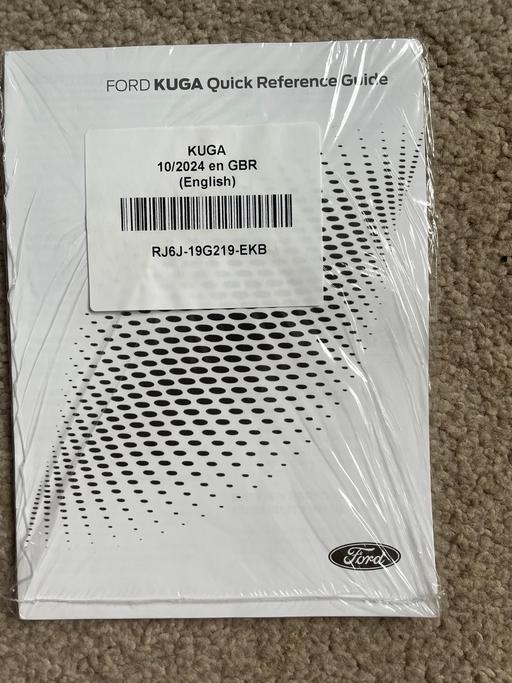 FORD KUGA Quick Reference Guide
KUGA
10/2024 en GBR
(English)
RJ6J-19G219-EKB
Ford